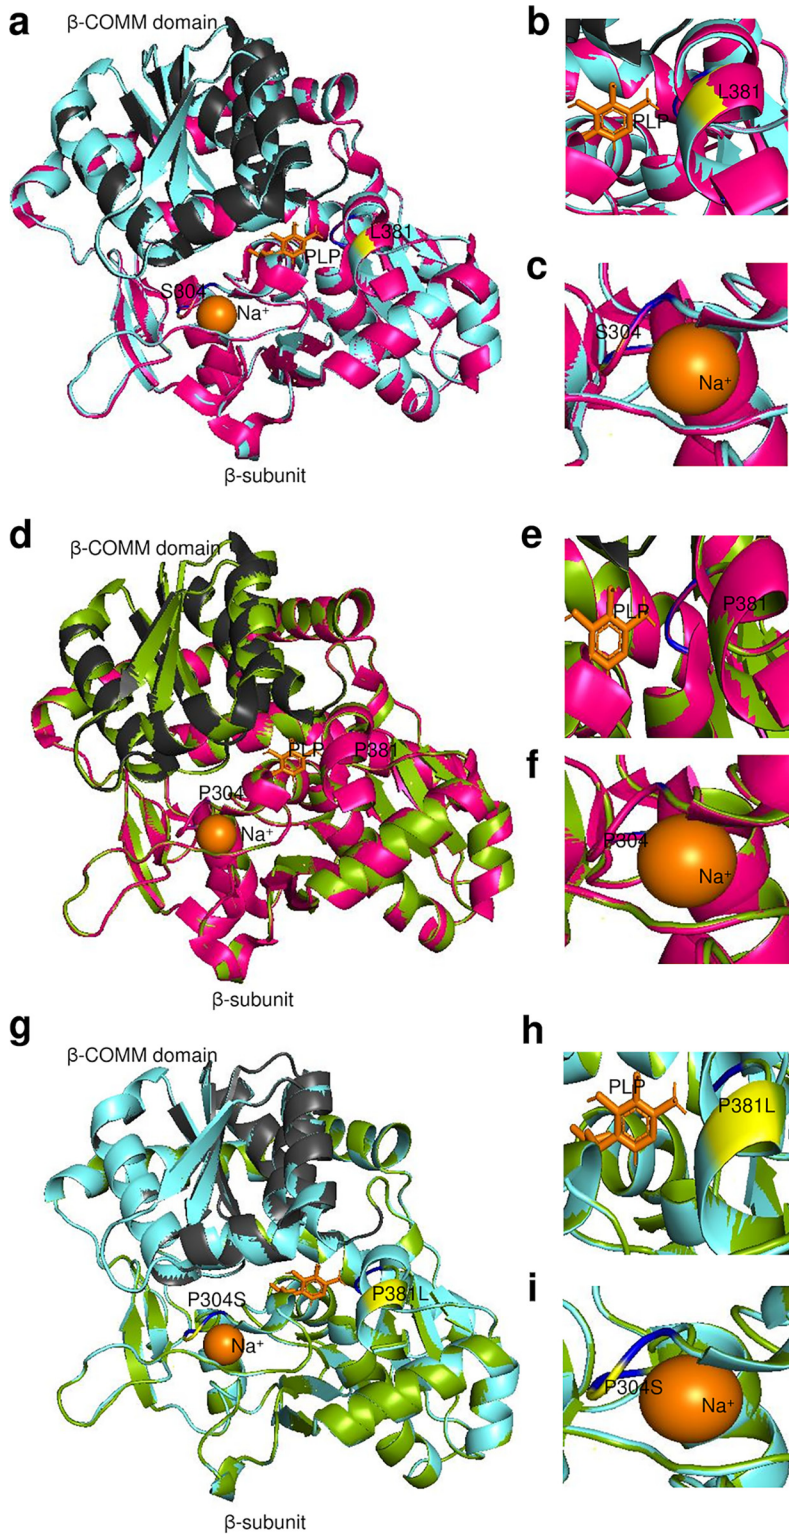 a
β-COMM domain
L381
PLP
S304
Na⁺
β-subunit
b
L381
PLP
c
S304
Na⁺
d
β-COMM domain
PLP
P381
P304
Na⁺
β-subunit
e
PLP
P381
f
P304
Na⁺
g
β-COMM domain
P381L
P304S
Na⁺
β-subunit
h
PLP
P381L
i
P304S
Na⁺